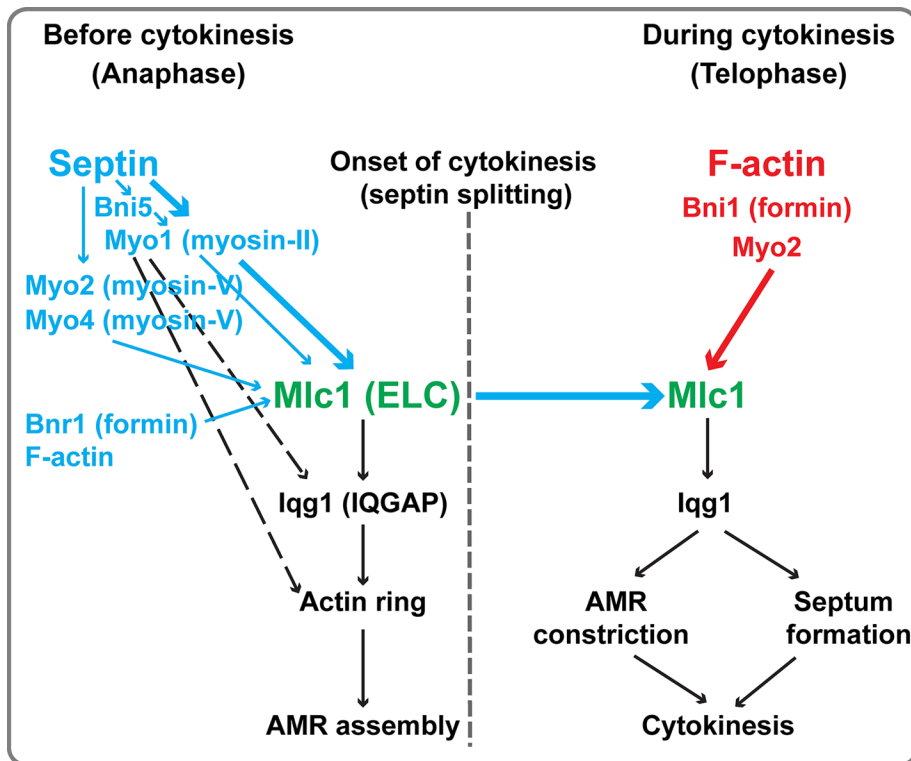 Before cytokinesis
(Anaphase)
During cytokinesis
(Telophase)
Septin
Bni5
Myo1 (myosin-II)
Myo2 (myosin-V)
Myo4 (myosin-V)
Bnr1 (formin)
F-actin
Onset of cytokinesis
(septin splitting)
Mlc1 (ELC)
Iqg1 (IQGAP)
Actin ring
AMR assembly
F-actin
Bni1 (formin)
Myo2
Mlc1
Iqg1
AMR
constriction
Septum
formation
Cytokinesis